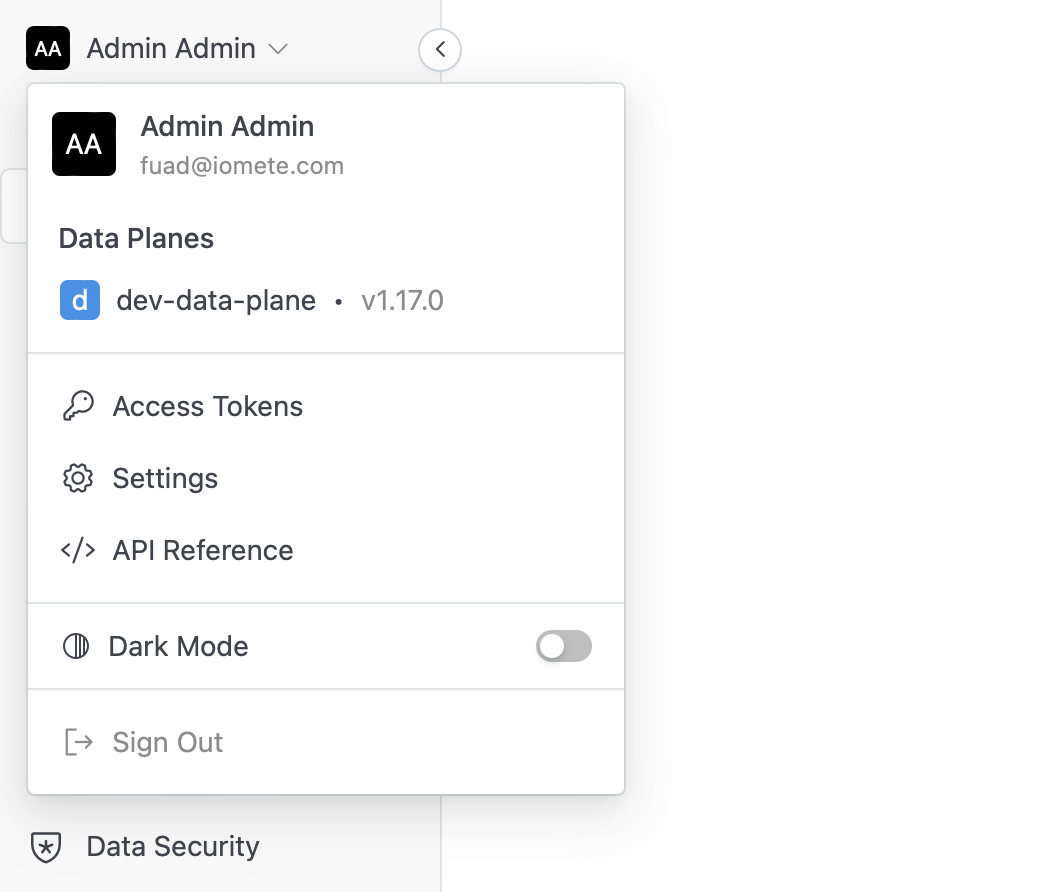 AA Admin Admin
AA Admin Admin
fuad@iomete.com
Data Planes
d dev-data-plane • v1.17.0
Access Tokens
Settings
</> API Reference
Dark Mode
Sign Out
Data Security